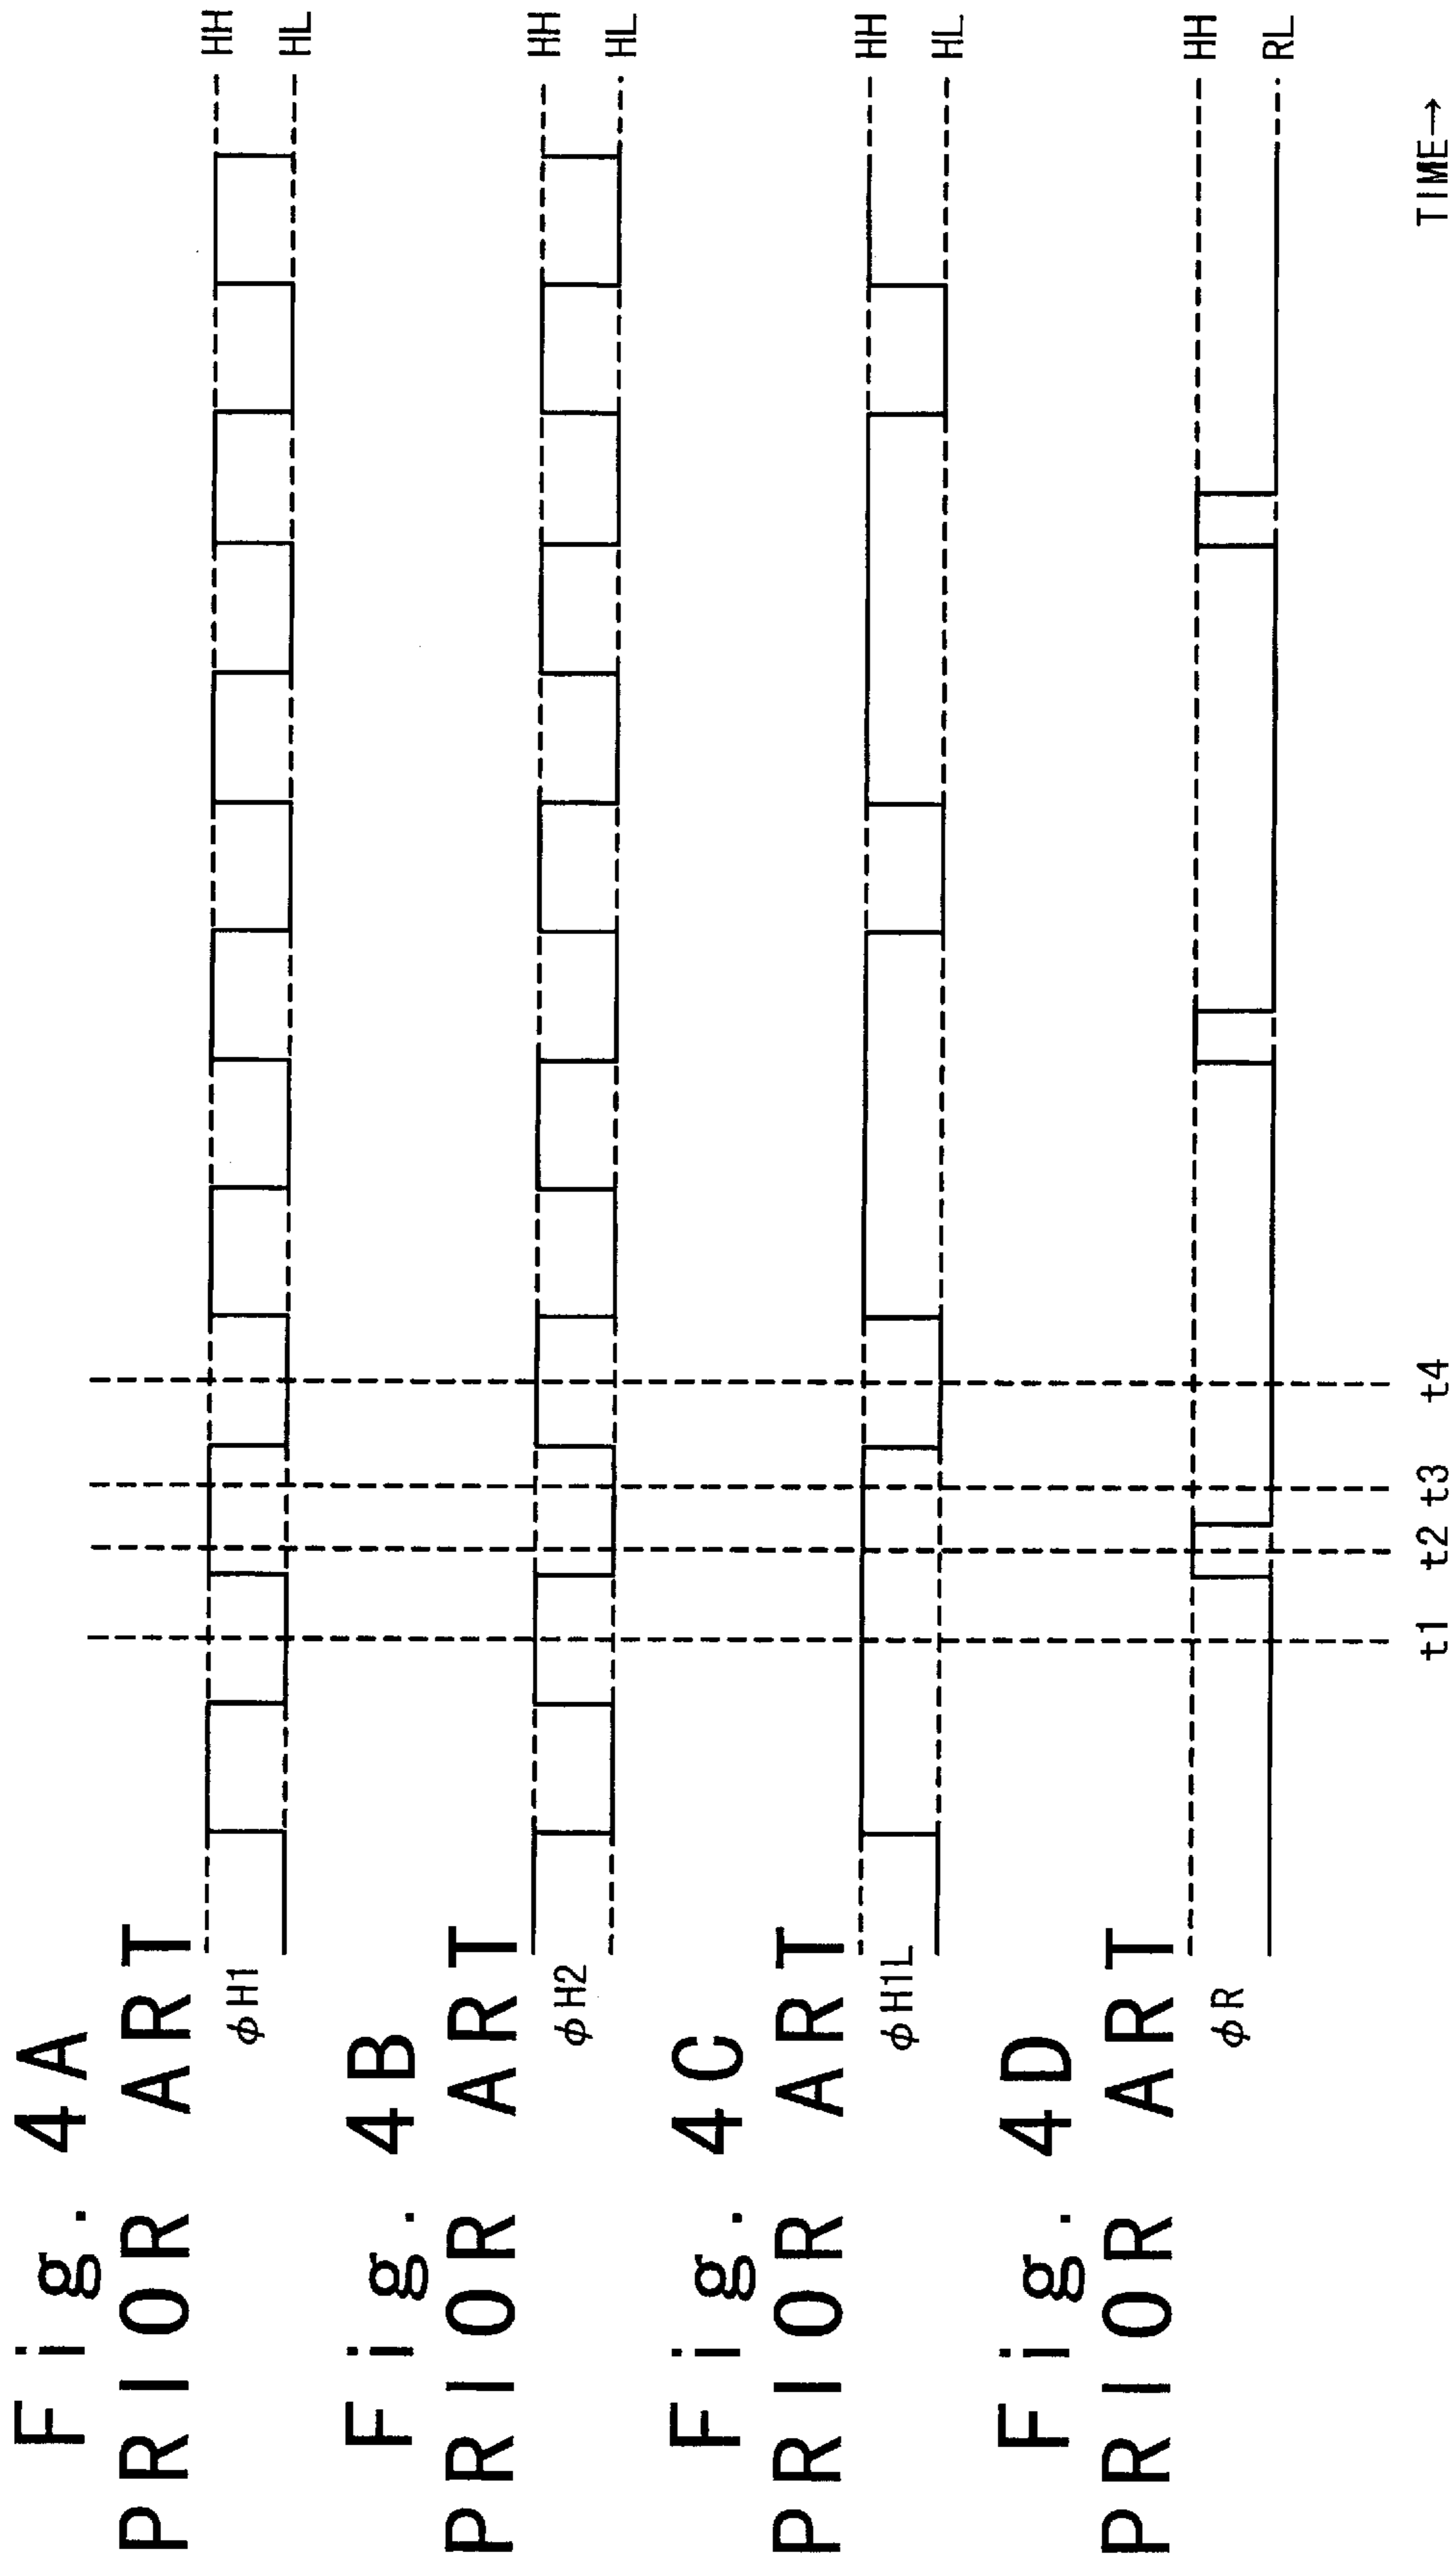 Fig. 4A
PRIOR ART
φH1
HH
HL
Fig. 4B
PRIOR ART
φH2
HH
HL
Fig. 4C
PRIOR ART
φH1L
HH
HL
Fig. 4D
PRIOR ART
φR
HH
RL
t1 t2 t3 t4 TIME→